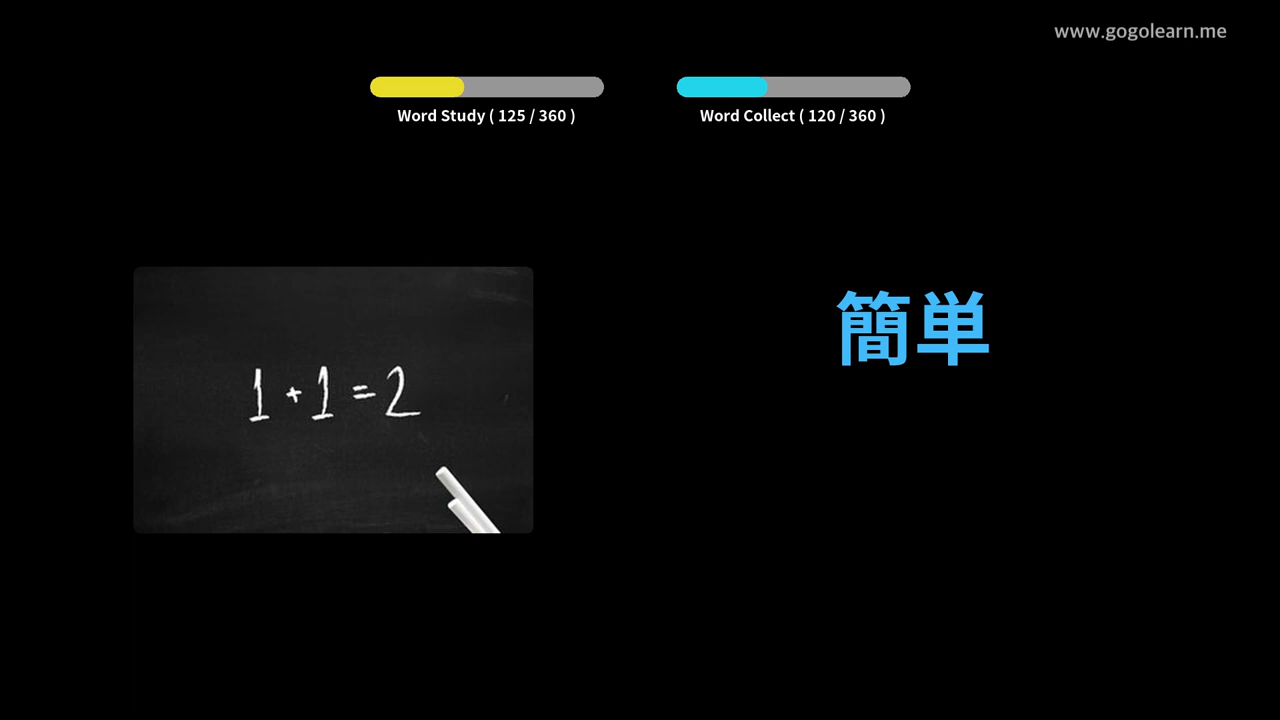 www.gogolearn.me
Word Study ( 125 / 360 )
Word Collect ( 120 / 360 )
1 + 1 = 2
簡単